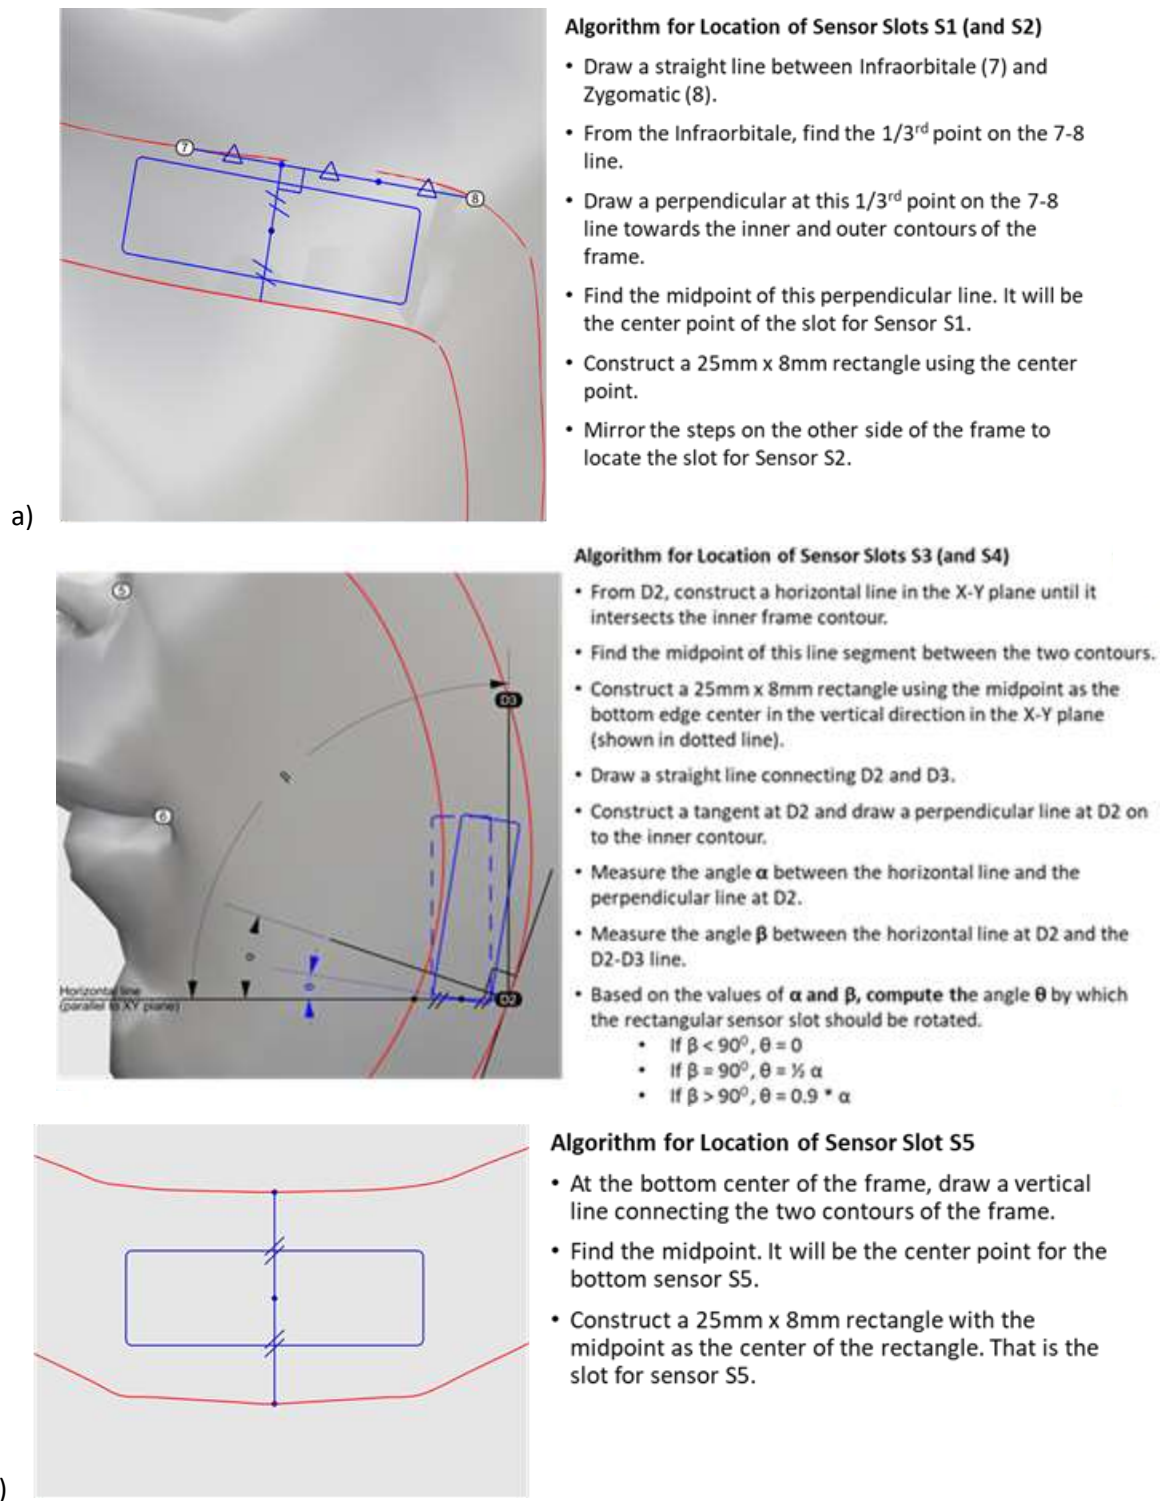 Algorithm for Location of Sensor Slots S1 (and S2)
• Draw a straight line between Infraorbitale (7) and
Zygomatic (8).
• From the Infraorbitale, find the 1/3rd point on the 7-8
line.
• Draw a perpendicular at this 1/3rd point on the 7-8
line towards the inner and outer contours of the
frame.
• Find the midpoint of this perpendicular line. It will be
the center point of the slot for Sensor S1.
• Construct a 25mm x 8mm rectangle using the center
point.
• Mirror the steps on the other side of the frame to
locate the slot for Sensor S2.
7
8
a)
Algorithm for Location of Sensor Slots S3 (and S4)
• From D2, construct a horizontal line in the X-Y plane until it
intersects the inner frame contour.
• Find the midpoint of this line segment between the two contours.
• Construct a 25mm x 8mm rectangle using the midpoint as the
bottom edge center in the vertical direction in the X-Y plane
(shown in dotted line).
• Draw a straight line connecting D2 and D3.
• Construct a tangent at D2 and draw a perpendicular line at D2 on
to the inner contour.
• Measure the angle α between the horizontal line and the
perpendicular line at D2.
• Measure the angle β between the horizontal line at D2 and the
D2-D3 line.
• Based on the values of α and β, compute the angle θ by which
the rectangular sensor slot should be rotated.
• If β < 90⁰, θ = 0
• If β = 90⁰, θ = ½ α
• If β > 90⁰, θ = 0.9 * α
5
D3
6
Horizontal line
(parallel to XY plane)
D2
Algorithm for Location of Sensor Slot S5
• At the bottom center of the frame, draw a vertical
line connecting the two contours of the frame.
• Find the midpoint. It will be the center point for the
bottom sensor S5.
• Construct a 25mm x 8mm rectangle with the
midpoint as the center of the rectangle. That is the
slot for sensor S5.
)